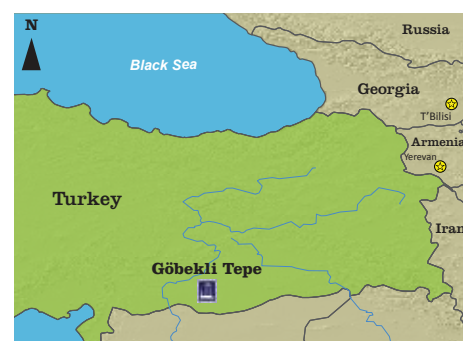 N
Russia
Black Sea
Georgia
T'Bilisi
Armenia
Yerevan
Turkey
Iran
Göbekli Tepe